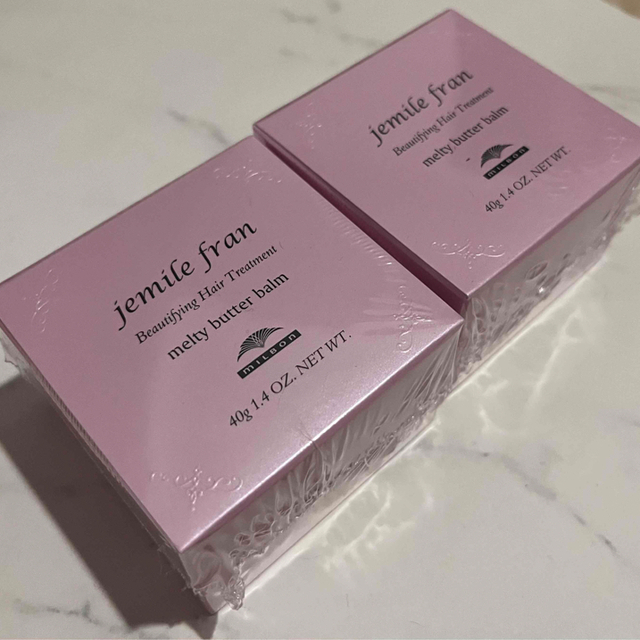 jemile fran
Beautifying Hair Treatment
melty butter balm
MILBON
40g 1.4 OZ. NET WT.
jemile fran
Beautifying Hair Treatment
melty butter balm
MILBON
40g 1.4 OZ. NET WT.